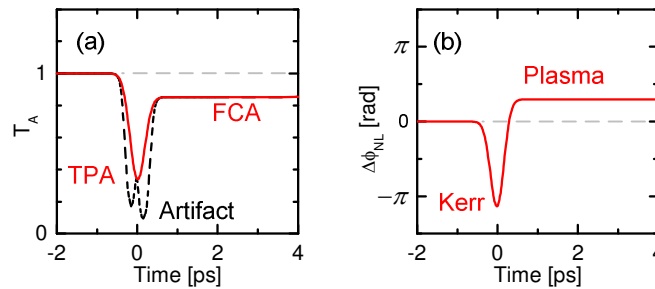 (a)
1
T_A
FCA
TPA
Artifact
0
-2 0 2 4
Time [ps]
(b)
π
Plasma
Δϕ_NL [rad]
0
Kerr
−π
-2 0 2 4
Time [ps]